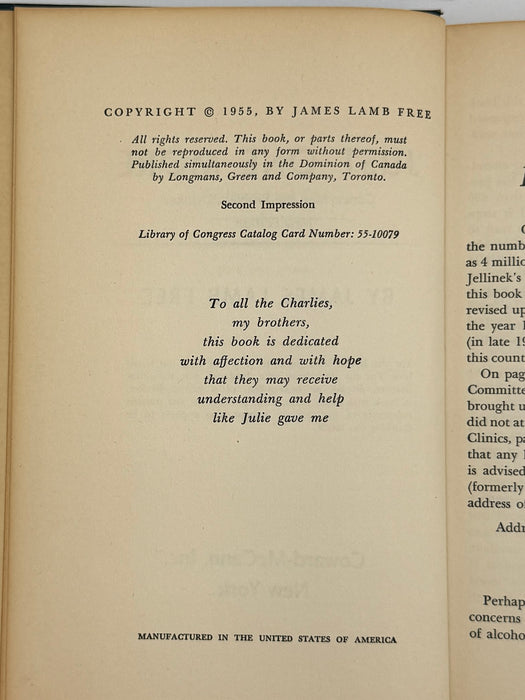 COPYRIGHT © 1955, BY JAMES LAMB FREE
All rights reserved. This book, or parts thereof, must
not be reproduced in any form without permission.
Published simultaneously in the Dominion of Canada
by Longmans, Green and Company, Toronto.
Second Impression
Library of Congress Catalog Card Number: 55-10079
To all the Charlies,
my brothers,
this book is dedicated
with affection and with hope
that they may receive
understanding and help
like Julie gave me
MANUFACTURED IN THE UNITED STATES OF AMERICA
the numb
as 4 millio
Jellinek's
this book
revised up
the year
(in late 19
this count
On pag
Committe
brought u
did not at
Clinics, pa
that any
is advised
(formerly
address o
Addr
Perhap
concerns
of alcoho